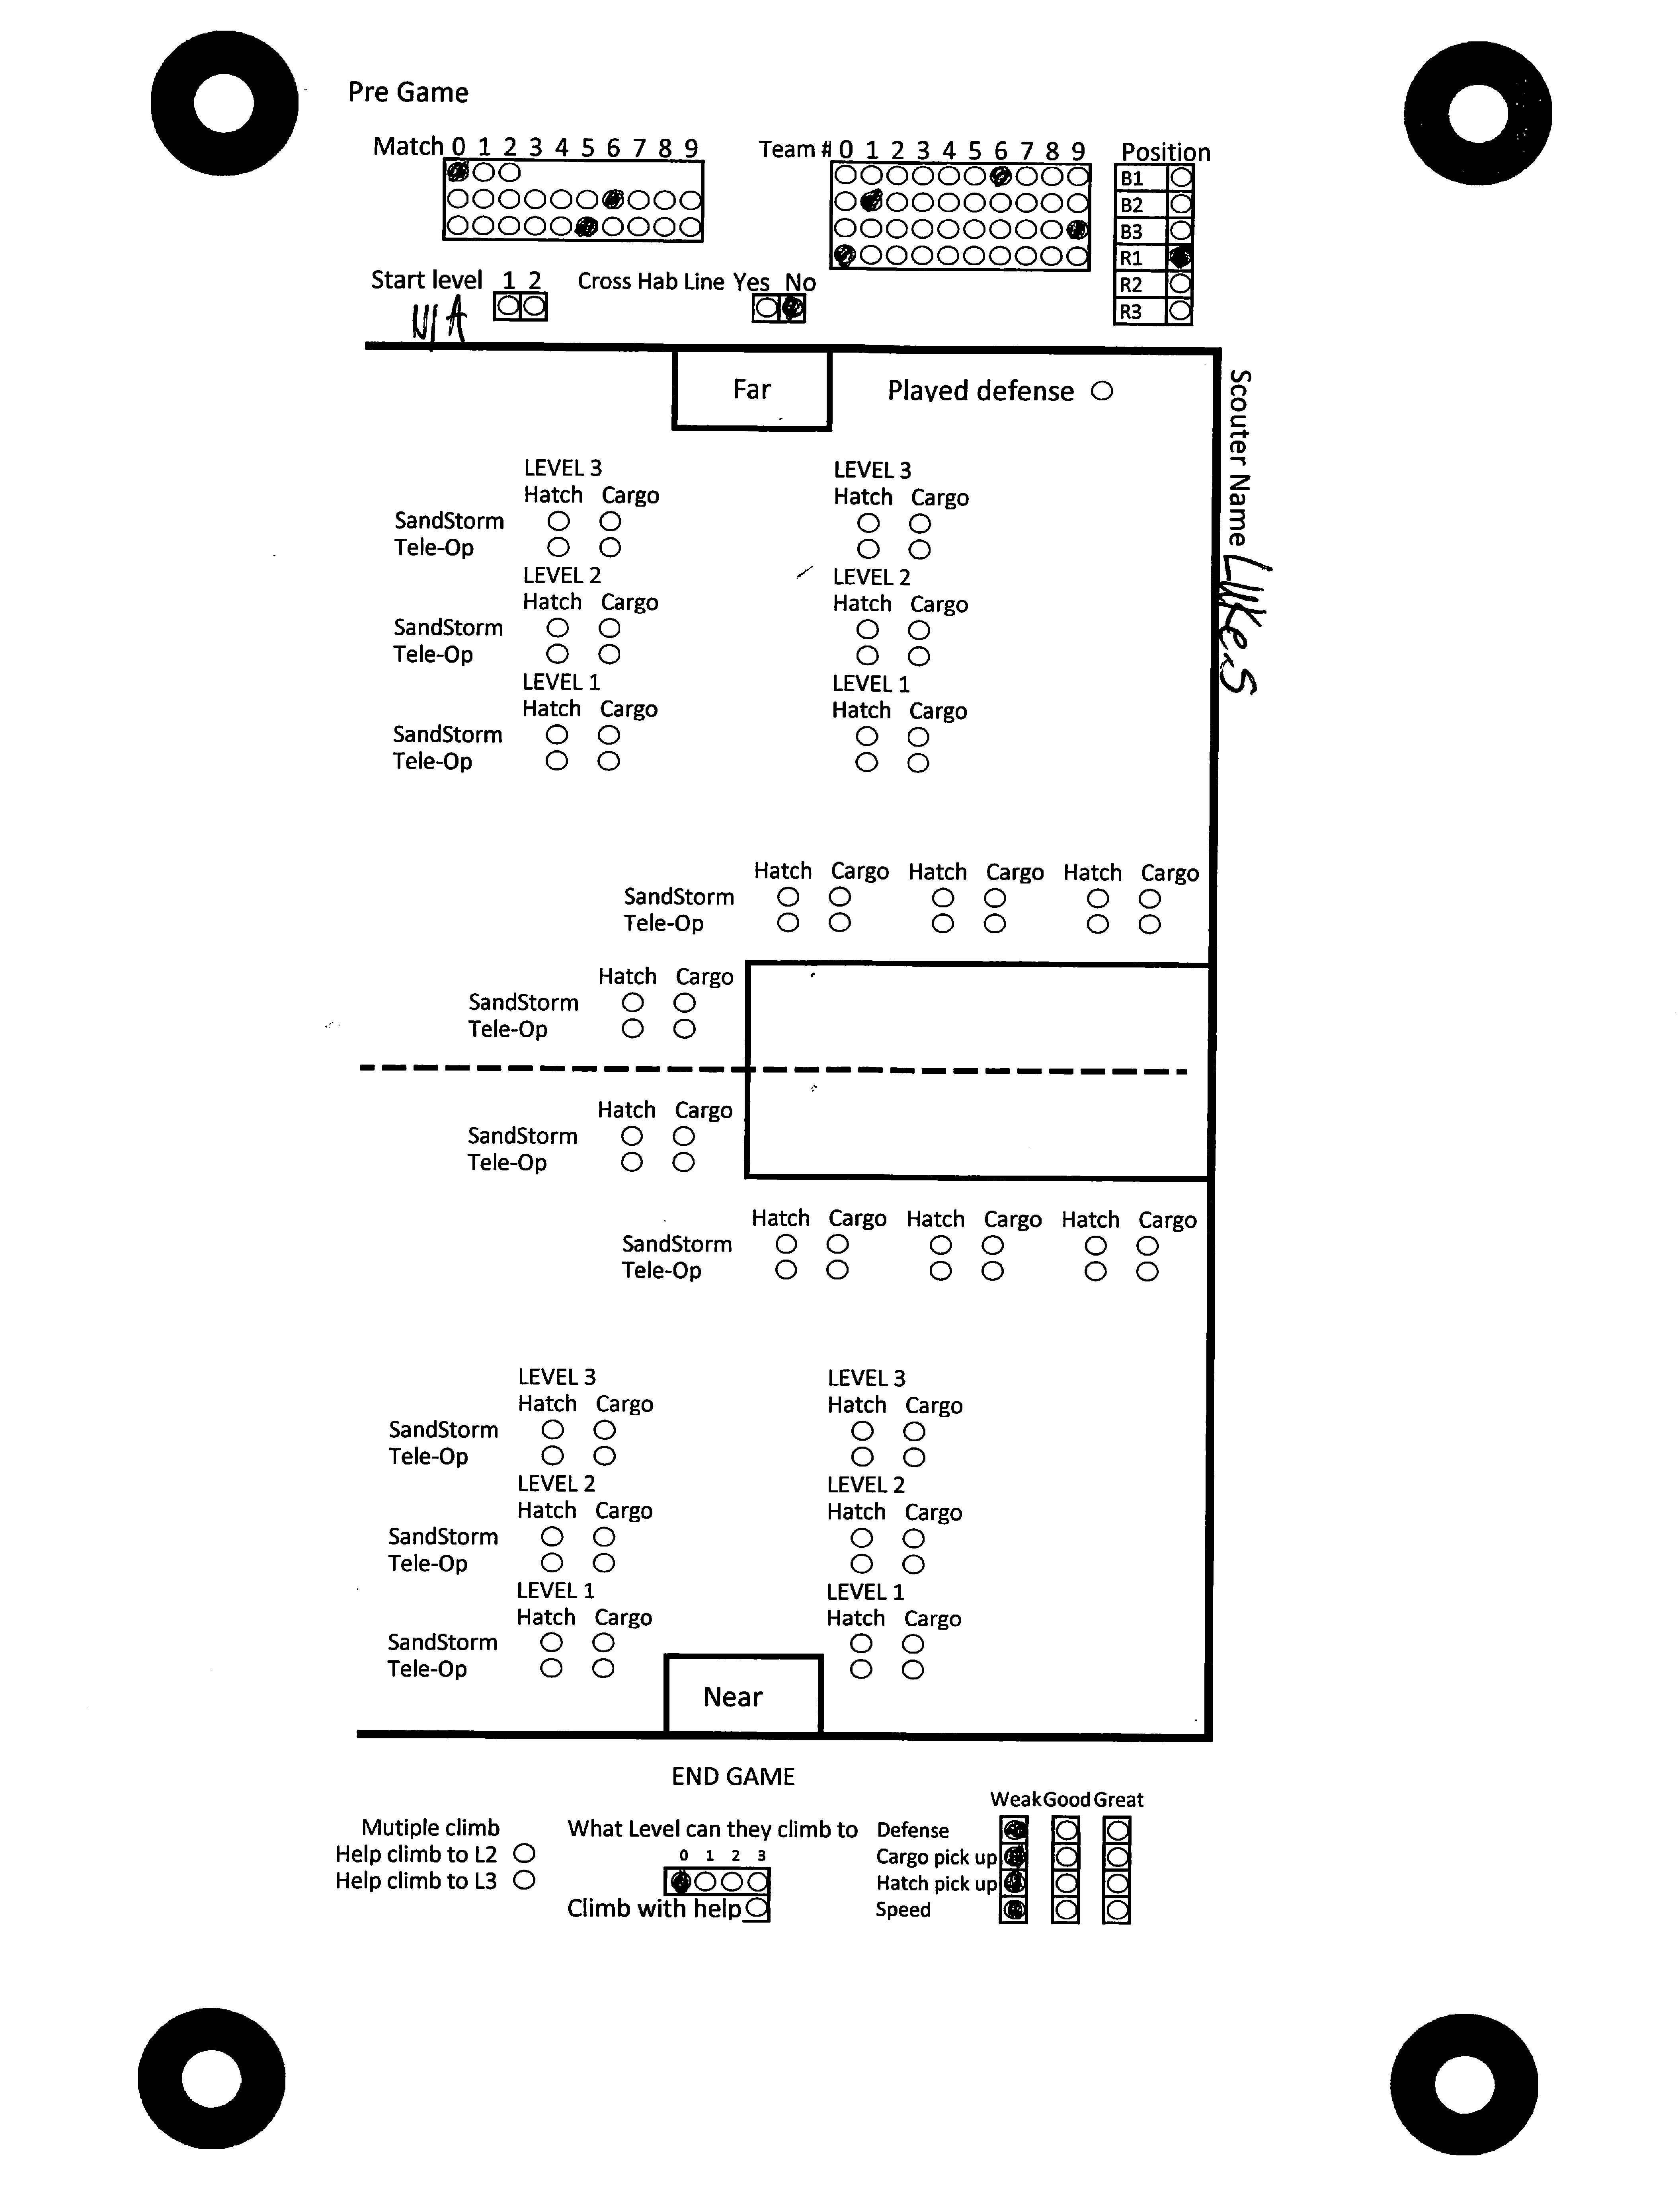 Pre Game
Match 0 1 2 3 4 5 6 7 8 9
Team # 0 1 2 3 4 5 6 7 8 9
Position
B1
B2
B3
R1
R2
R3
Start level 1 2
N/A
Cross Hab Line Yes No
Far
Played defense
Scouter Name Luke.S
LEVEL 3 LEVEL 3
Hatch Cargo Hatch Cargo
SandStorm
Tele-Op
LEVEL 2 LEVEL 2
Hatch Cargo Hatch Cargo
SandStorm
Tele-Op
LEVEL 1 LEVEL 1
Hatch Cargo Hatch Cargo
SandStorm
Tele-Op
Hatch Cargo Hatch Cargo Hatch Cargo
SandStorm
Tele-Op
Hatch Cargo
SandStorm
Tele-Op
Hatch Cargo
SandStorm
Tele-Op
Hatch Cargo Hatch Cargo Hatch Cargo
SandStorm
Tele-Op
LEVEL 3 LEVEL 3
Hatch Cargo Hatch Cargo
SandStorm
Tele-Op
LEVEL 2 LEVEL 2
Hatch Cargo Hatch Cargo
SandStorm
Tele-Op
LEVEL 1 LEVEL 1
Hatch Cargo Hatch Cargo
SandStorm
Tele-Op
Near
END GAME
Mutiple climb
Help climb to L2
Help climb to L3
What Level can they climb to
0 1 2 3
Climb with help
Weak Good Great
Defense
Cargo pick up
Hatch pick up
Speed